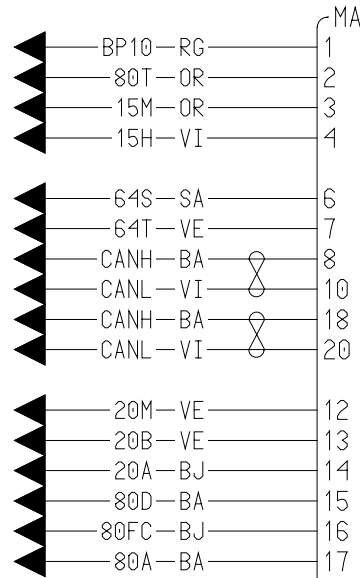 MA
BP10 RG 1
80T OR 2
15M OR 3
15H VI 4
64S SA 6
64T VE 7
CANH BA 8
CANL VI 10
CANH BA 18
CANL VI 20
20M VE 12
20B VE 13
20A BJ 14
80D BA 15
80FC BJ 16
80A BA 17